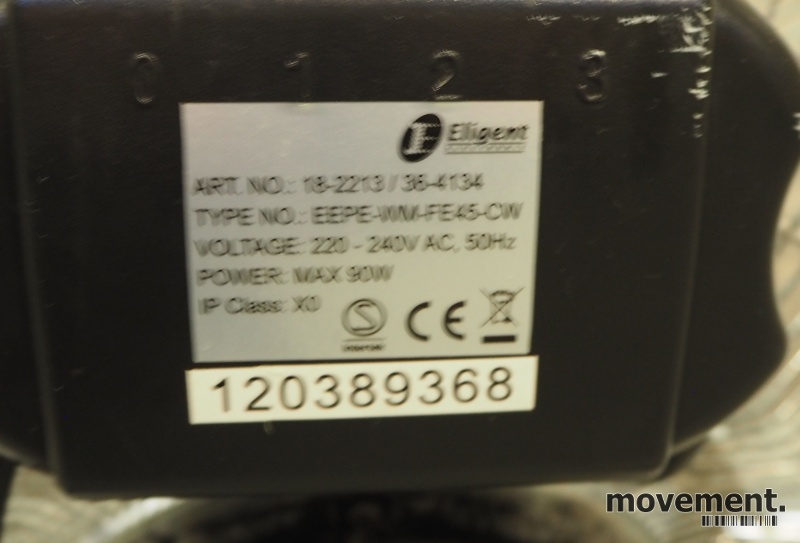 0 1 2 3
Eligent
ART. NO.: 18-2213 / 36-4134
TYPE NO.: EEPE-WM-FE45-CW
VOLTAGE: 220 - 240V AC, 50Hz
POWER: MAX 90W
IP Class: X0
CE
120389368
movement.